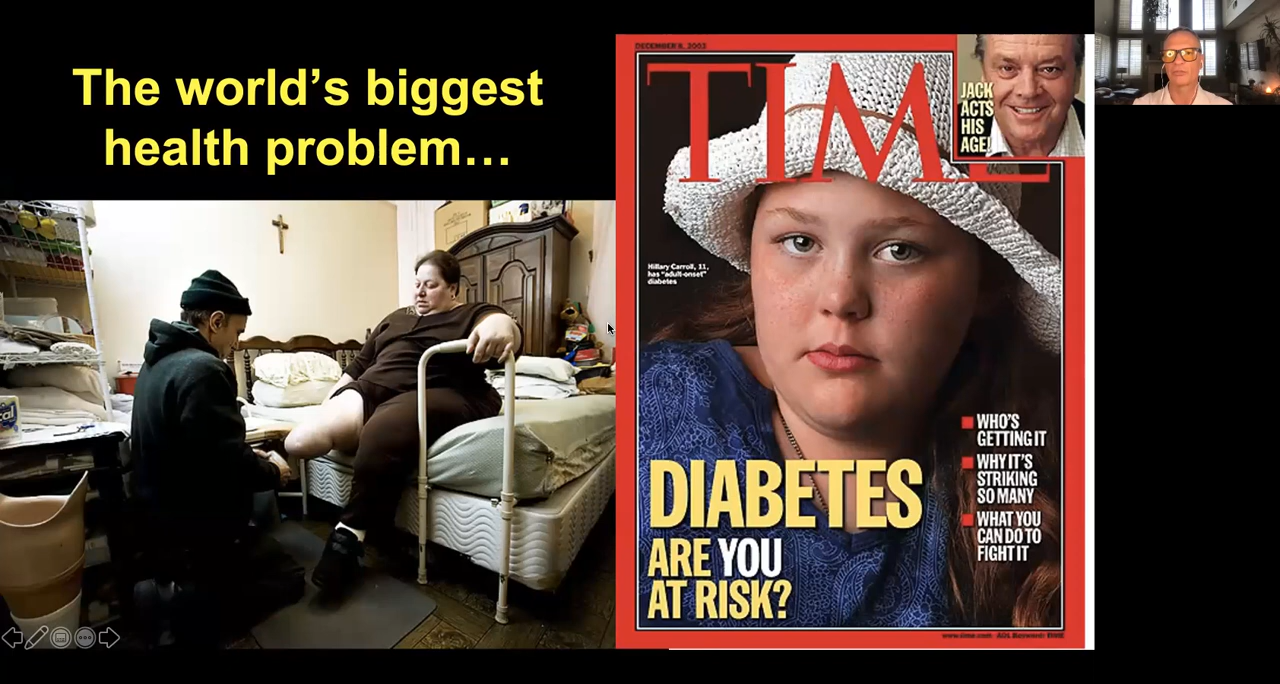 The world's biggest
health problem…
DECEMBER 8, 2003
TIME
JACK
ACTS
HIS
AGE!
Hillary Carroll, 11,
has "adult-onset"
diabetes
WHO'S
GETTING IT
WHY IT'S
STRIKING
SO MANY
WHAT YOU
CAN DO TO
FIGHT IT
DIABETES
ARE YOU
AT RISK?
www.time.com AOL Keyword: TIME